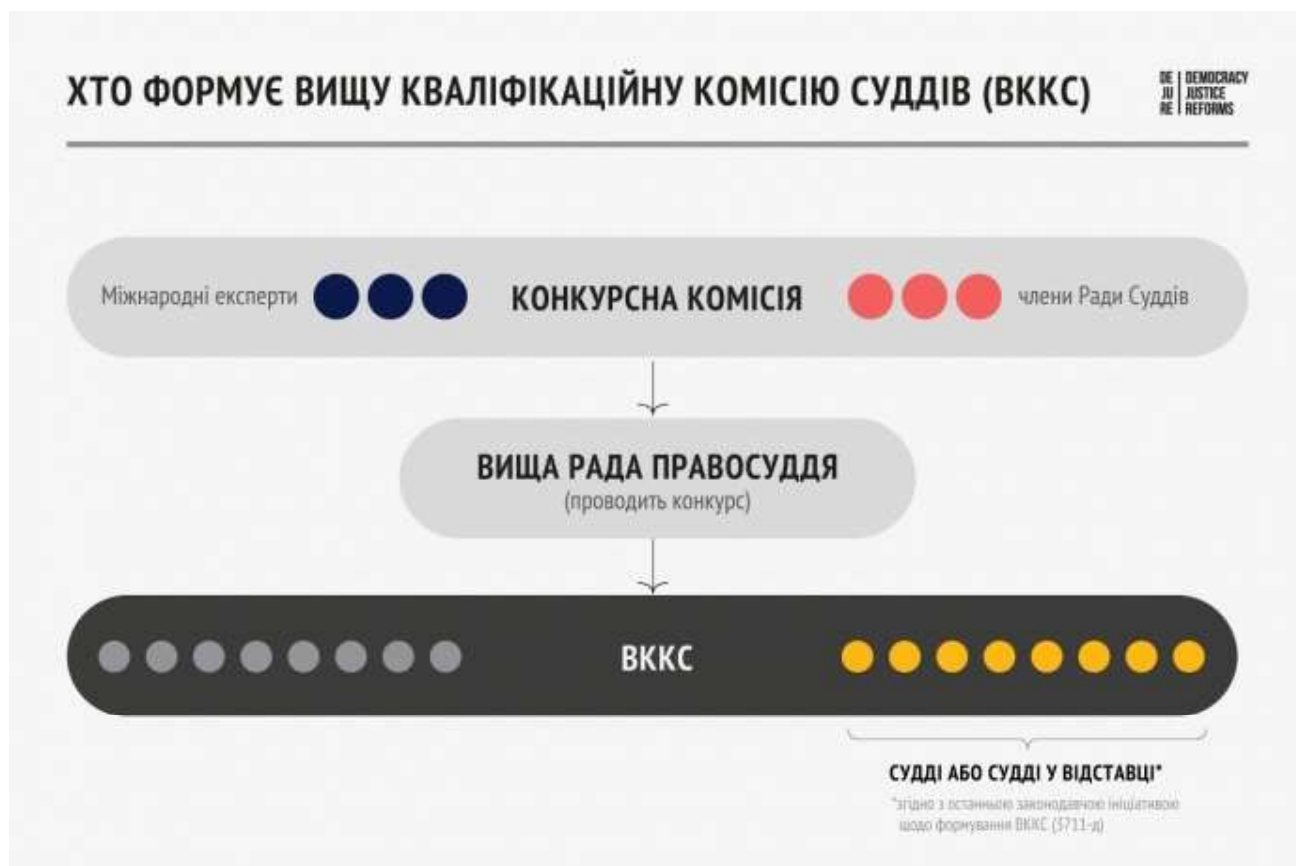 ХТО ФОРМУЄ ВИЩУ КВАЛІФІКАЦІЙНУ КОМІСІЮ СУДДІВ (ВККС)
DE JU RE
DEMOCRACY JUSTICE REFORMS
Міжнародні експерти
КОНКУРСНА КОМІСІЯ
члени Ради Суддів
ВИЩА РАДА ПРАВОСУДДЯ
(проводить конкурс)
ВККС
СУДДІ АБО СУДДІ У ВІДСТАВЦІ*
*згідно з останньою законодавчою ініціативою
щодо формування ВККС (3711-д)